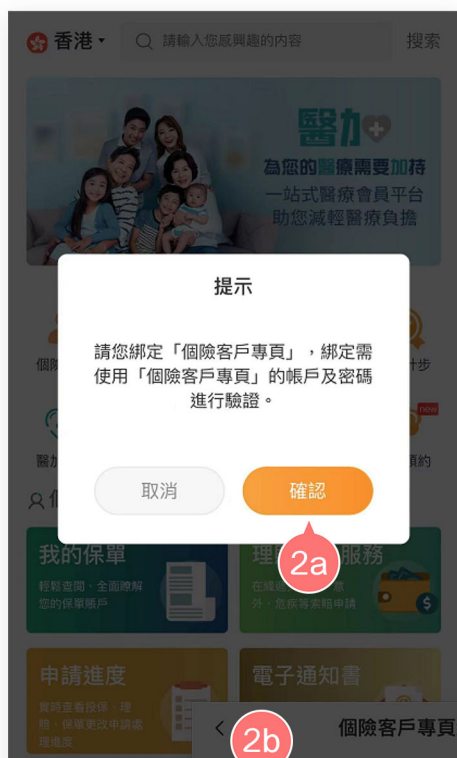 香港
請輸入您感興趣的內容
搜索
醫加
為您的醫療需要加持
一站式醫療會員平台
助您減輕醫療負擔
提示
請您綁定「個險客戶專頁」，綁定需
使用「個險客戶專頁」的帳戶及密碼
進行驗證。
取消
確認
2a
new
我的保單
輕鬆查閱、全面瞭解
您的保單賬戶
服務
申請進度
電子通知書
實時查看投保、理
賠、保單更改申請處
理進度
2b
個險客戶專頁